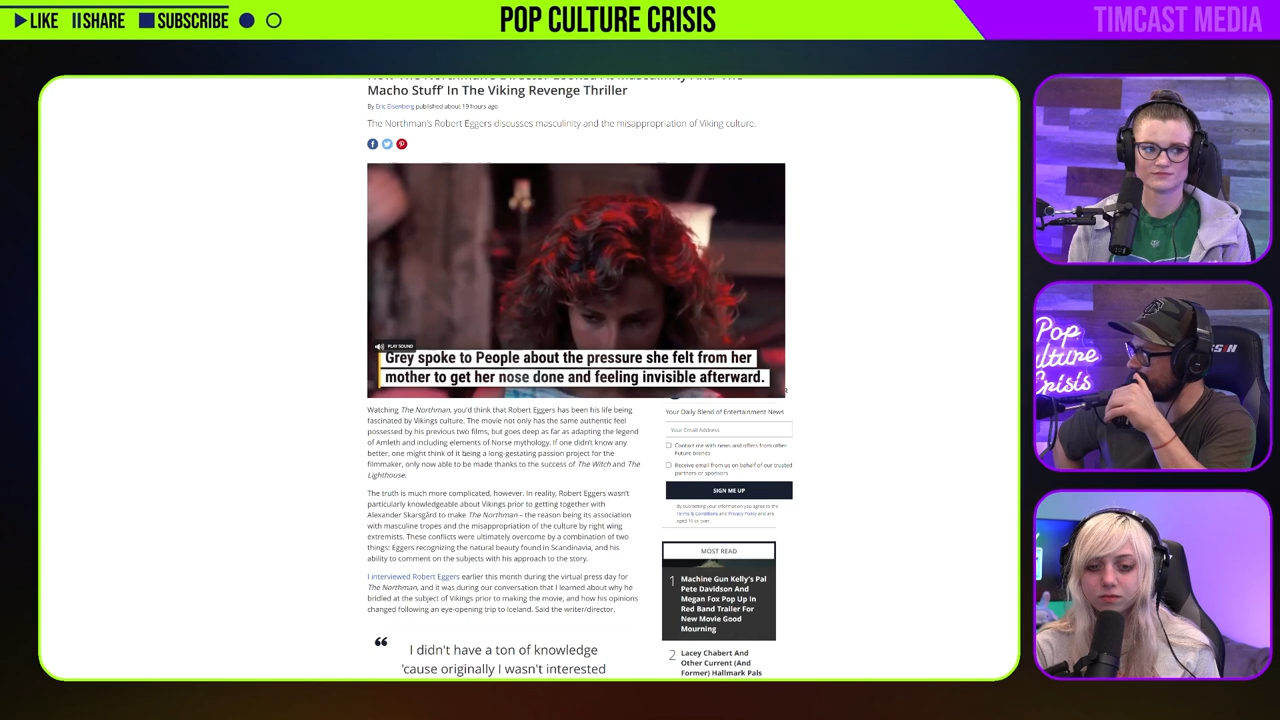 LIKE SHARE SUBSCRIBE
POP CULTURE CRISIS
TIMCAST MEDIA
Macho Stuff' In The Viking Revenge Thriller
By Eric Eisenberg published about 19 hours ago
The Northman's Robert Eggers discusses masculinity and the misappropriation of Viking culture.
PLAY SOUND
Grey spoke to People about the pressure she felt from her
mother to get her nose done and feeling invisible afterward.
Watching The Northman, you'd think that Robert Eggers has been his life being
fascinated by Vikings culture. The movie not only has the same authentic feel
possessed by his previous two films, but goes deep as far as adapting the legend
of Amleth and including elements of Norse mythology. If one didn't know any
better, one might think of it being a long-gestating passion project for the
filmmaker, only now able to be made thanks to the success of The Witch and The
Lighthouse.
The truth is much more complicated, however. In reality, Robert Eggers wasn't
particularly knowledgeable about Vikings prior to getting together with
Alexander Skarsgård to make The Northman – the reason being its association
with masculine tropes and the misappropriation of the culture by right wing
extremists. These conflicts were ultimately overcome by a combination of two
things: Eggers recognizing the natural beauty found in Scandinavia, and his
ability to comment on the subjects with his approach to the story.
I interviewed Robert Eggers earlier this month during the virtual press day for
The Northman, and it was during our conversation that I learned about why he
bridled at the subject of Vikings prior to making the movie, and how his opinions
changed following an eye-opening trip to Iceland. Said the writer/director,
“ I didn't have a ton of knowledge
'cause originally I wasn't interested
Your Daily Blend of Entertainment News
Your Email Address
Contact me with news and offers from other
Future brands
Receive email from us on behalf of our trusted
partners or sponsors
SIGN ME UP
By submitting your information you agree to the
Terms & Conditions and Privacy Policy and are
aged 16 or over.
MOST READ
1 Machine Gun Kelly's Pal
Pete Davidson And
Megan Fox Pop Up In
Red Band Trailer For
New Movie Good
Mourning
2 Lacey Chabert And
Other Current (And
Former) Hallmark Pals
Pop
ulture
Crisis